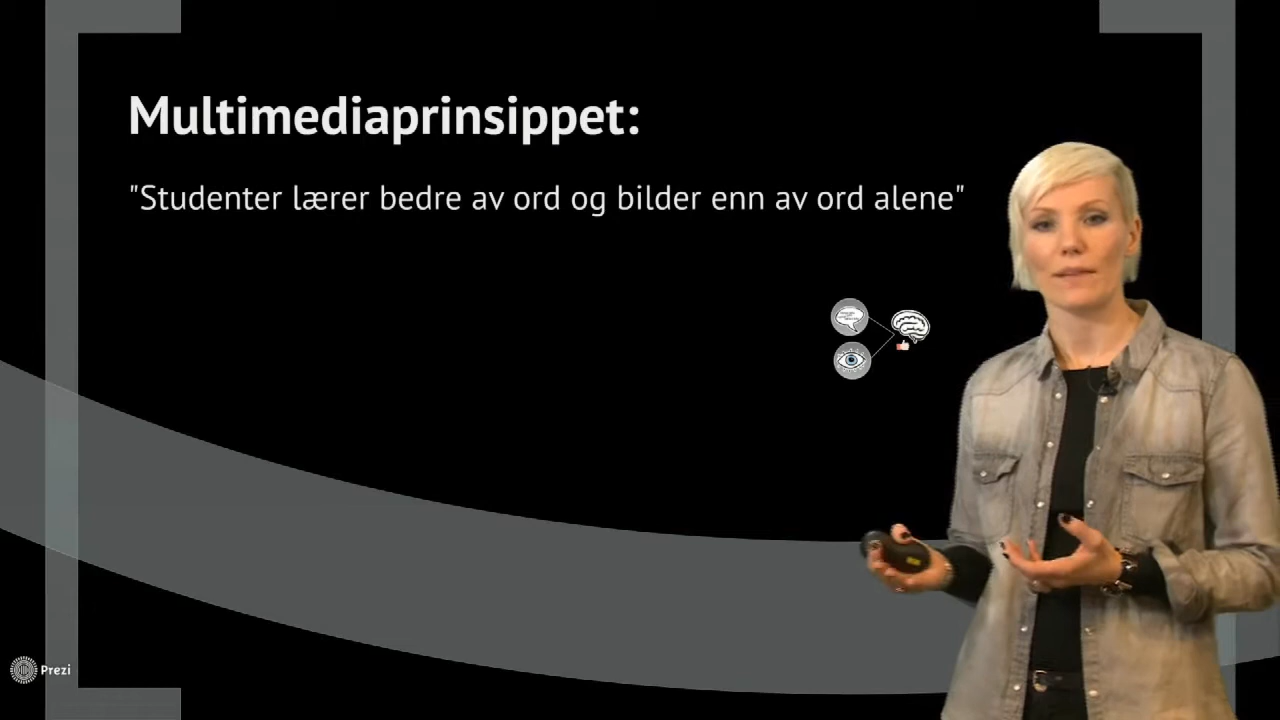 Multimediaprinsippet:
"Studenter lærer bedre av ord og bilder enn av ord alene"
Prezi